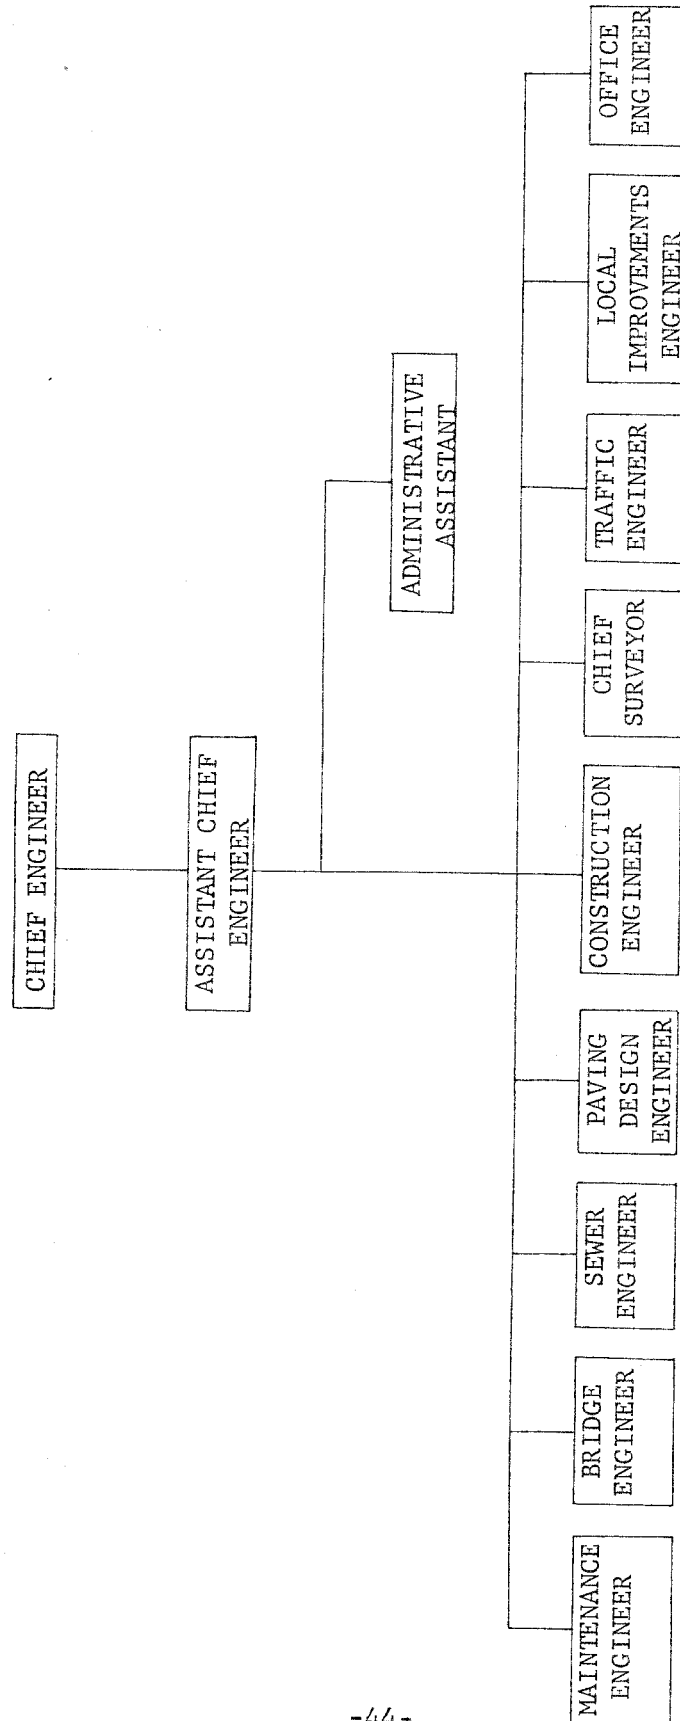 CHIEF ENGINEER
ASSISTANT CHIEF
ENGINEER
ADMINISTRATIVE
ASSISTANT
MAINTENANCE
ENGINEER
BRIDGE
ENGINEER
SEWER
ENGINEER
PAVING
DESIGN
ENGINEER
CONSTRUCTION
ENGINEER
CHIEF
SURVEYOR
TRAFFIC
ENGINEER
LOCAL
IMPROVEMENTS
ENGINEER
OFFICE
ENGINEER
-44-